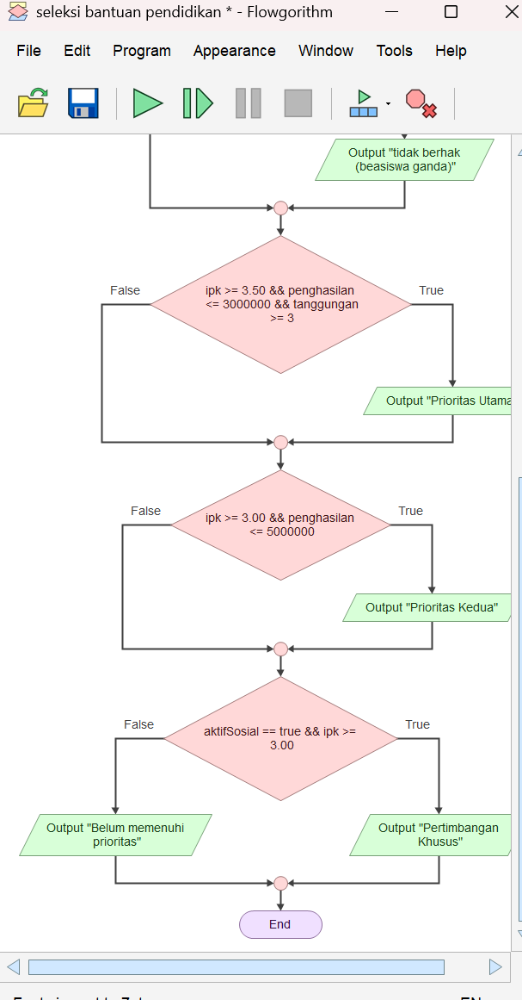 seleksi bantuan pendidikan * - Flowgorithm
File Edit Program Appearance Window Tools Help
Output "tidak berhak
(beasiswa ganda)"
False
ipk >= 3.50 && penghasilan
<= 3000000 && tanggungan
>= 3
True
Output "Prioritas Utama
False
ipk >= 3.00 && penghasilan
<= 5000000
True
Output "Prioritas Kedua"
False
aktifSosial == true && ipk >=
3.00
True
Output "Belum memenuhi
prioritas"
Output "Pertimbangan
Khusus"
End